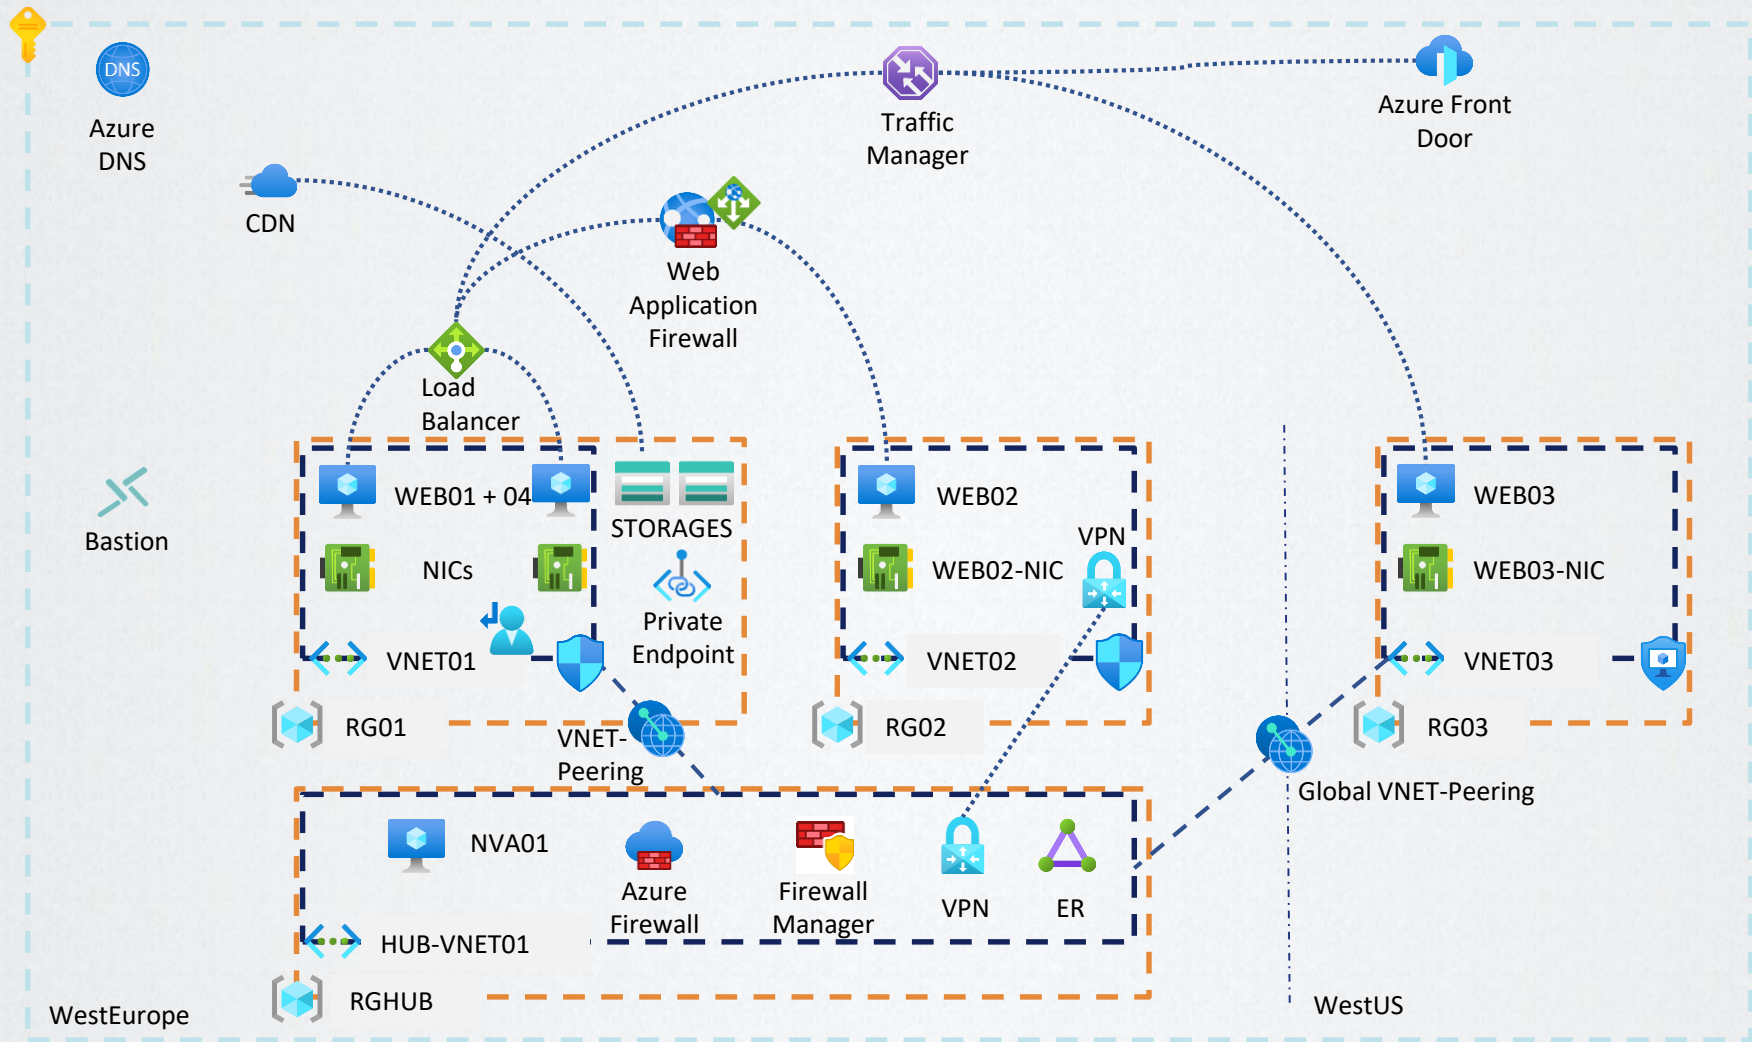 DNS
Azure
DNS
CDN
Traffic
Manager
Azure Front
Door
Web
Application
Firewall
Load
Balancer
Bastion
WEB01 + 04
NICs
VNET01
RG01
STORAGES
Private
Endpoint
VNET-
Peering
WEB02
VPN
WEB02-NIC
VNET02
RG02
WEB03
WEB03-NIC
VNET03
RG03
Global VNET-Peering
NVA01
Azure
Firewall
Firewall
Manager
VPN
ER
HUB-VNET01
RGHUB
WestEurope
WestUS